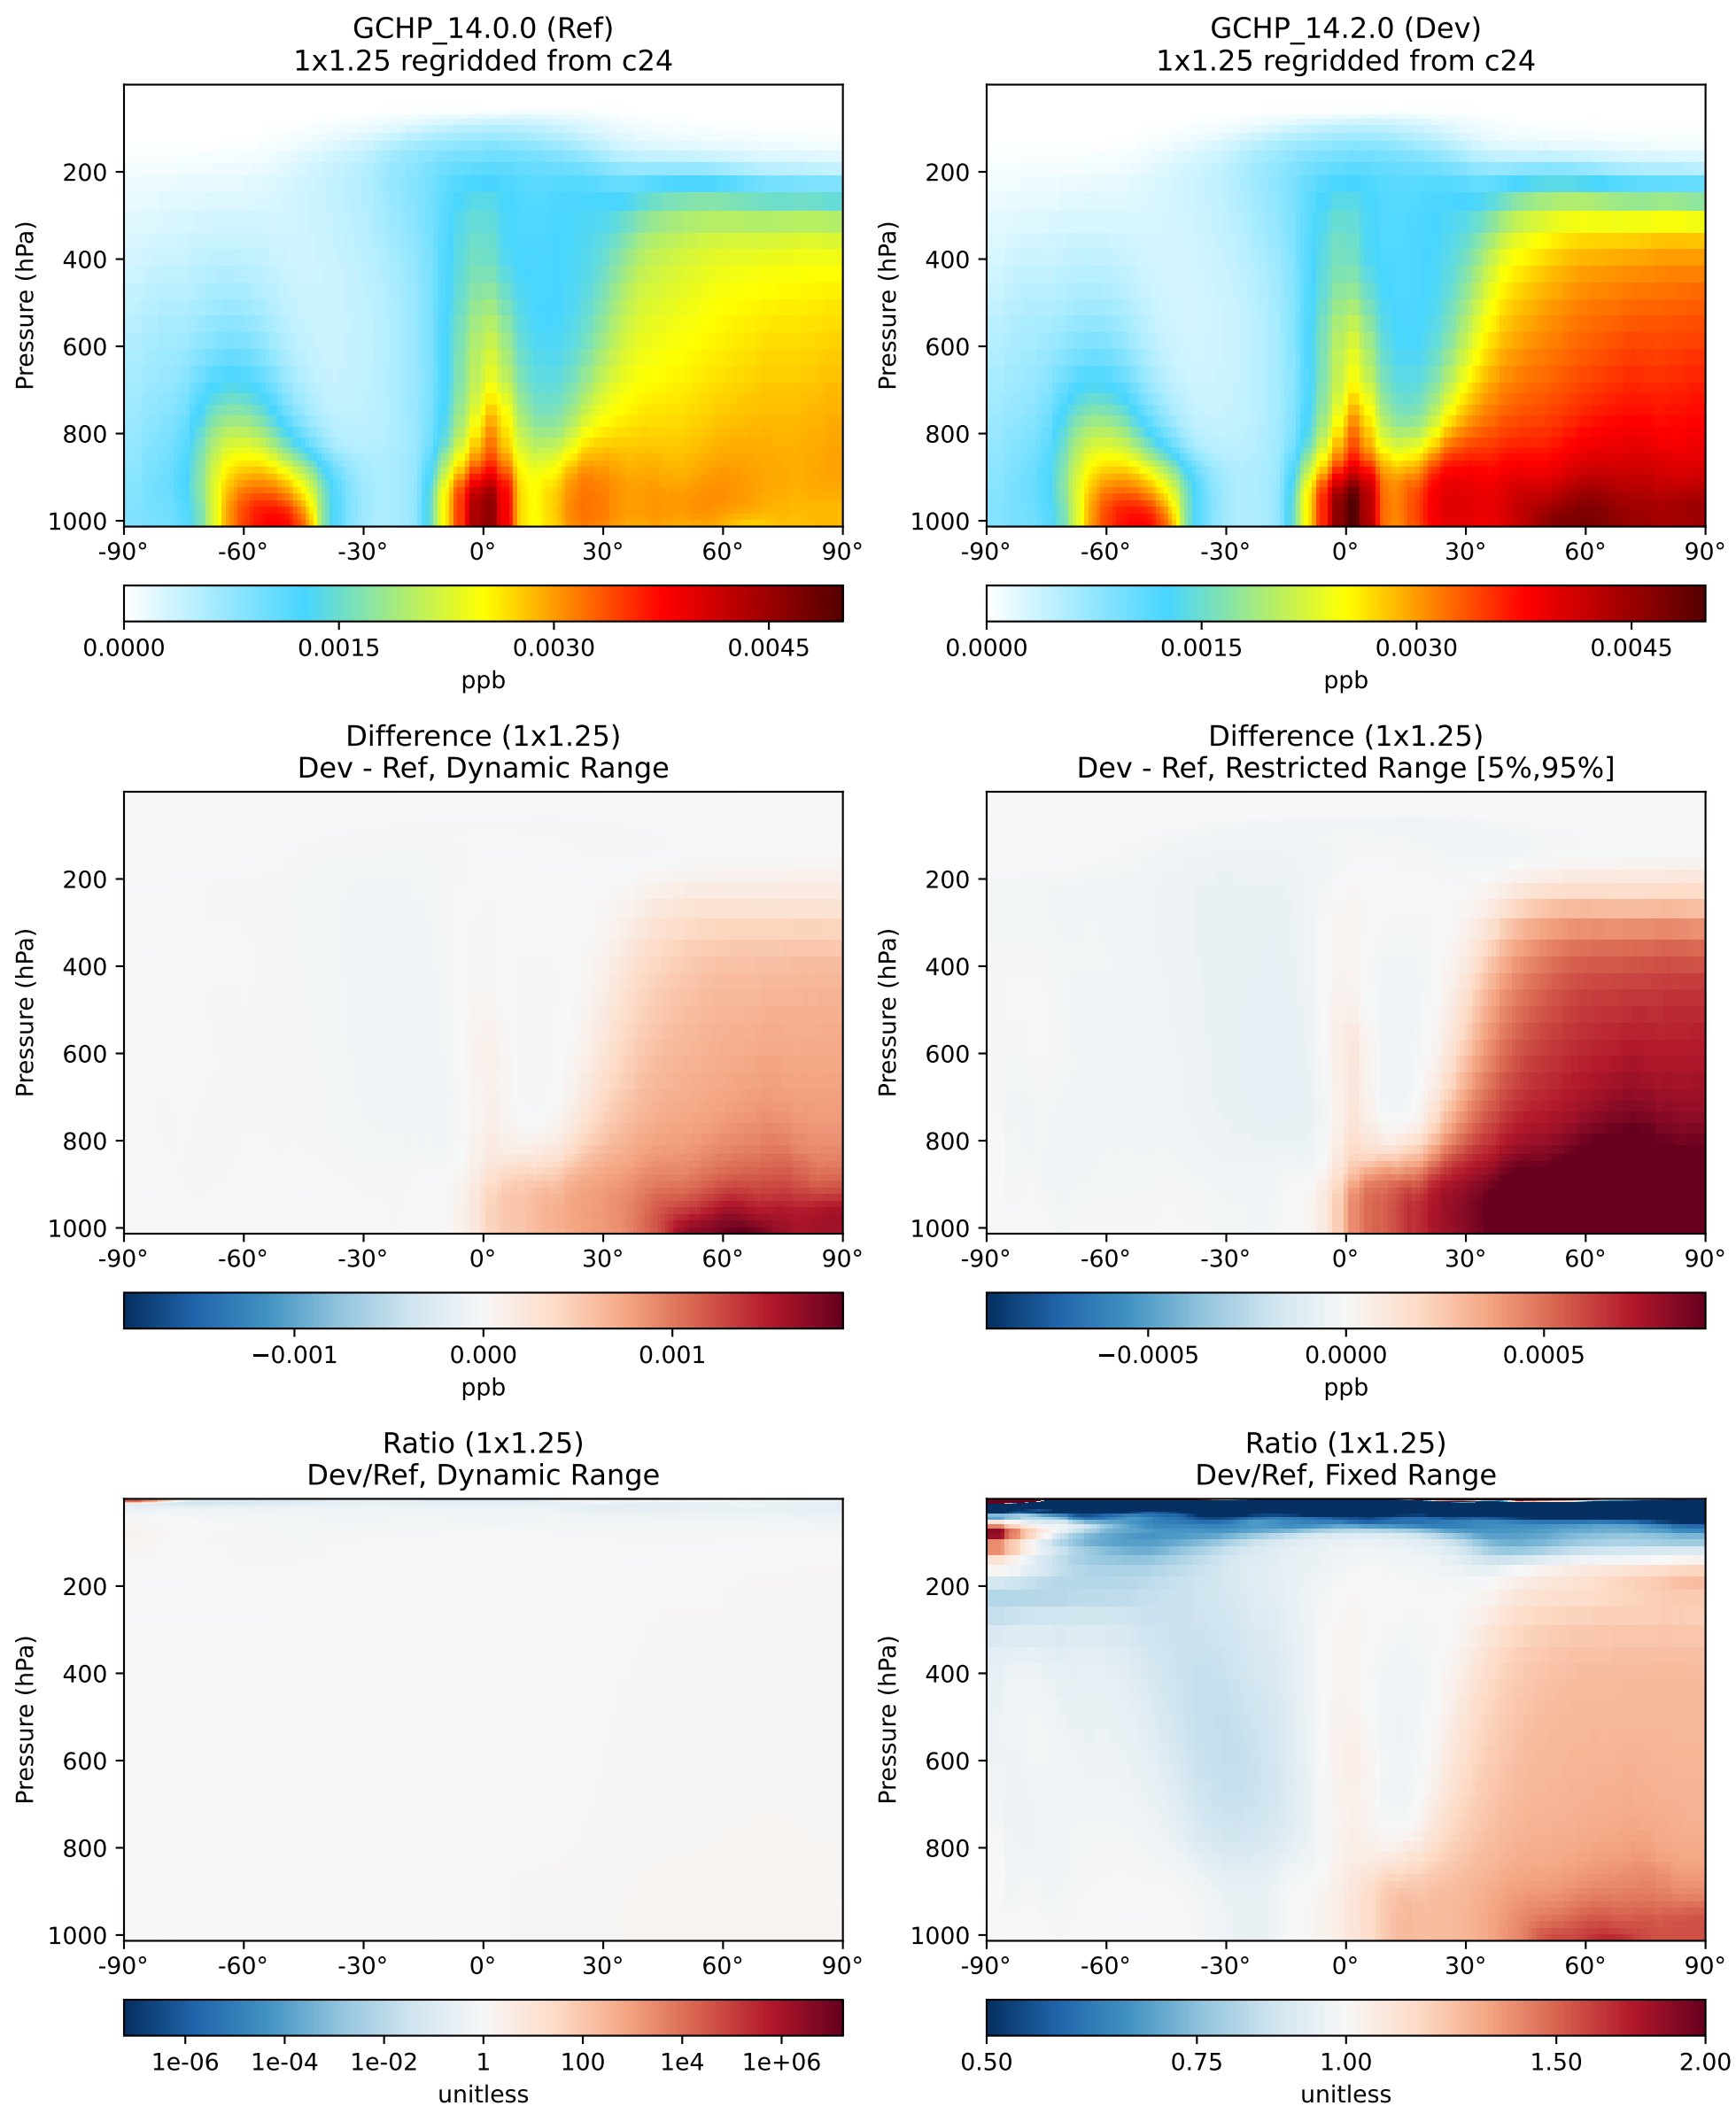 GCHP_14.0.0 (Ref)
1x1.25 regridded from c24
Pressure (hPa)
200
400
600
800
1000
-90° -60° -30° 0° 30° 60° 90°
0.0000 0.0015 0.0030 0.0045
ppb
GCHP_14.2.0 (Dev)
1x1.25 regridded from c24
Pressure (hPa)
200
400
600
800
1000
-90° -60° -30° 0° 30° 60° 90°
0.0000 0.0015 0.0030 0.0045
ppb
Difference (1x1.25)
Dev - Ref, Dynamic Range
Pressure (hPa)
200
400
600
800
1000
-90° -60° -30° 0° 30° 60° 90°
−0.001 0.000 0.001
ppb
Difference (1x1.25)
Dev - Ref, Restricted Range [5%,95%]
Pressure (hPa)
200
400
600
800
1000
-90° -60° -30° 0° 30° 60° 90°
−0.0005 0.0000 0.0005
ppb
Ratio (1x1.25)
Dev/Ref, Dynamic Range
Pressure (hPa)
200
400
600
800
1000
-90° -60° -30° 0° 30° 60° 90°
1e-06 1e-04 1e-02 1 100 1e4 1e+06
unitless
Ratio (1x1.25)
Dev/Ref, Fixed Range
Pressure (hPa)
200
400
600
800
1000
-90° -60° -30° 0° 30° 60° 90°
0.50 0.75 1.00 1.50 2.00
unitless